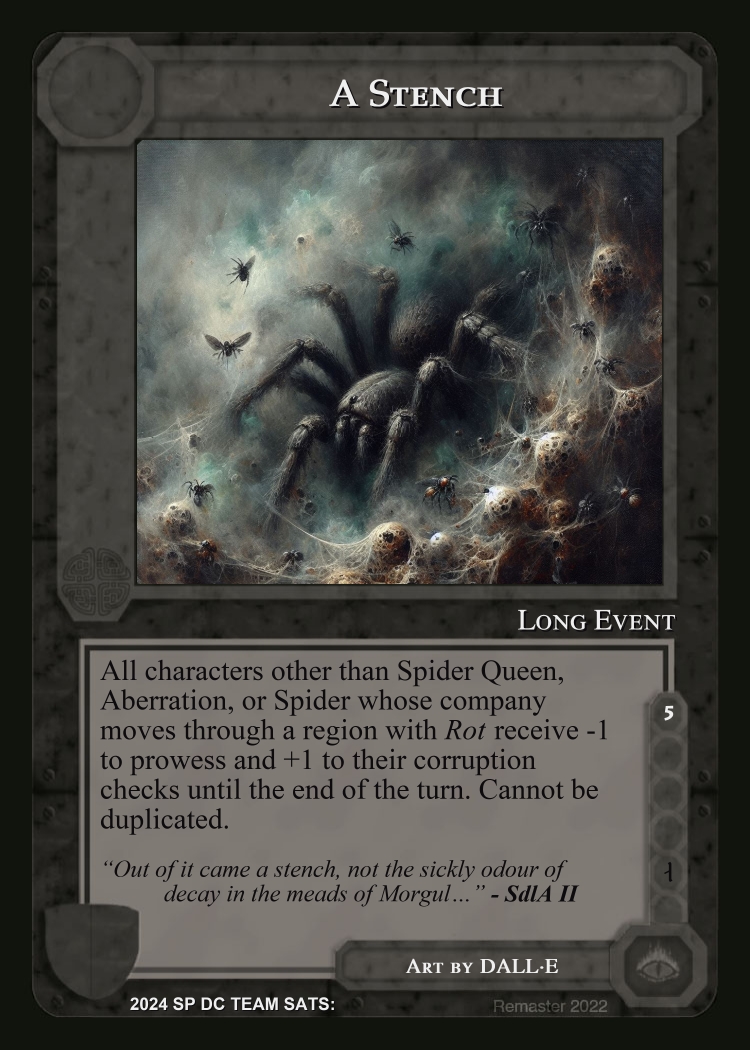 A Stench
Long Event
All characters other than Spider Queen,
Aberration, or Spider whose company
moves through a region with Rot receive -1
to prowess and +1 to their corruption
checks until the end of the turn. Cannot be
duplicated.
5
“Out of it came a stench, not the sickly odour of
decay in the meads of Morgul…” - SdlA II
Art by DALL·E
2024 SP DC TEAM SATS:
Remaster 2022